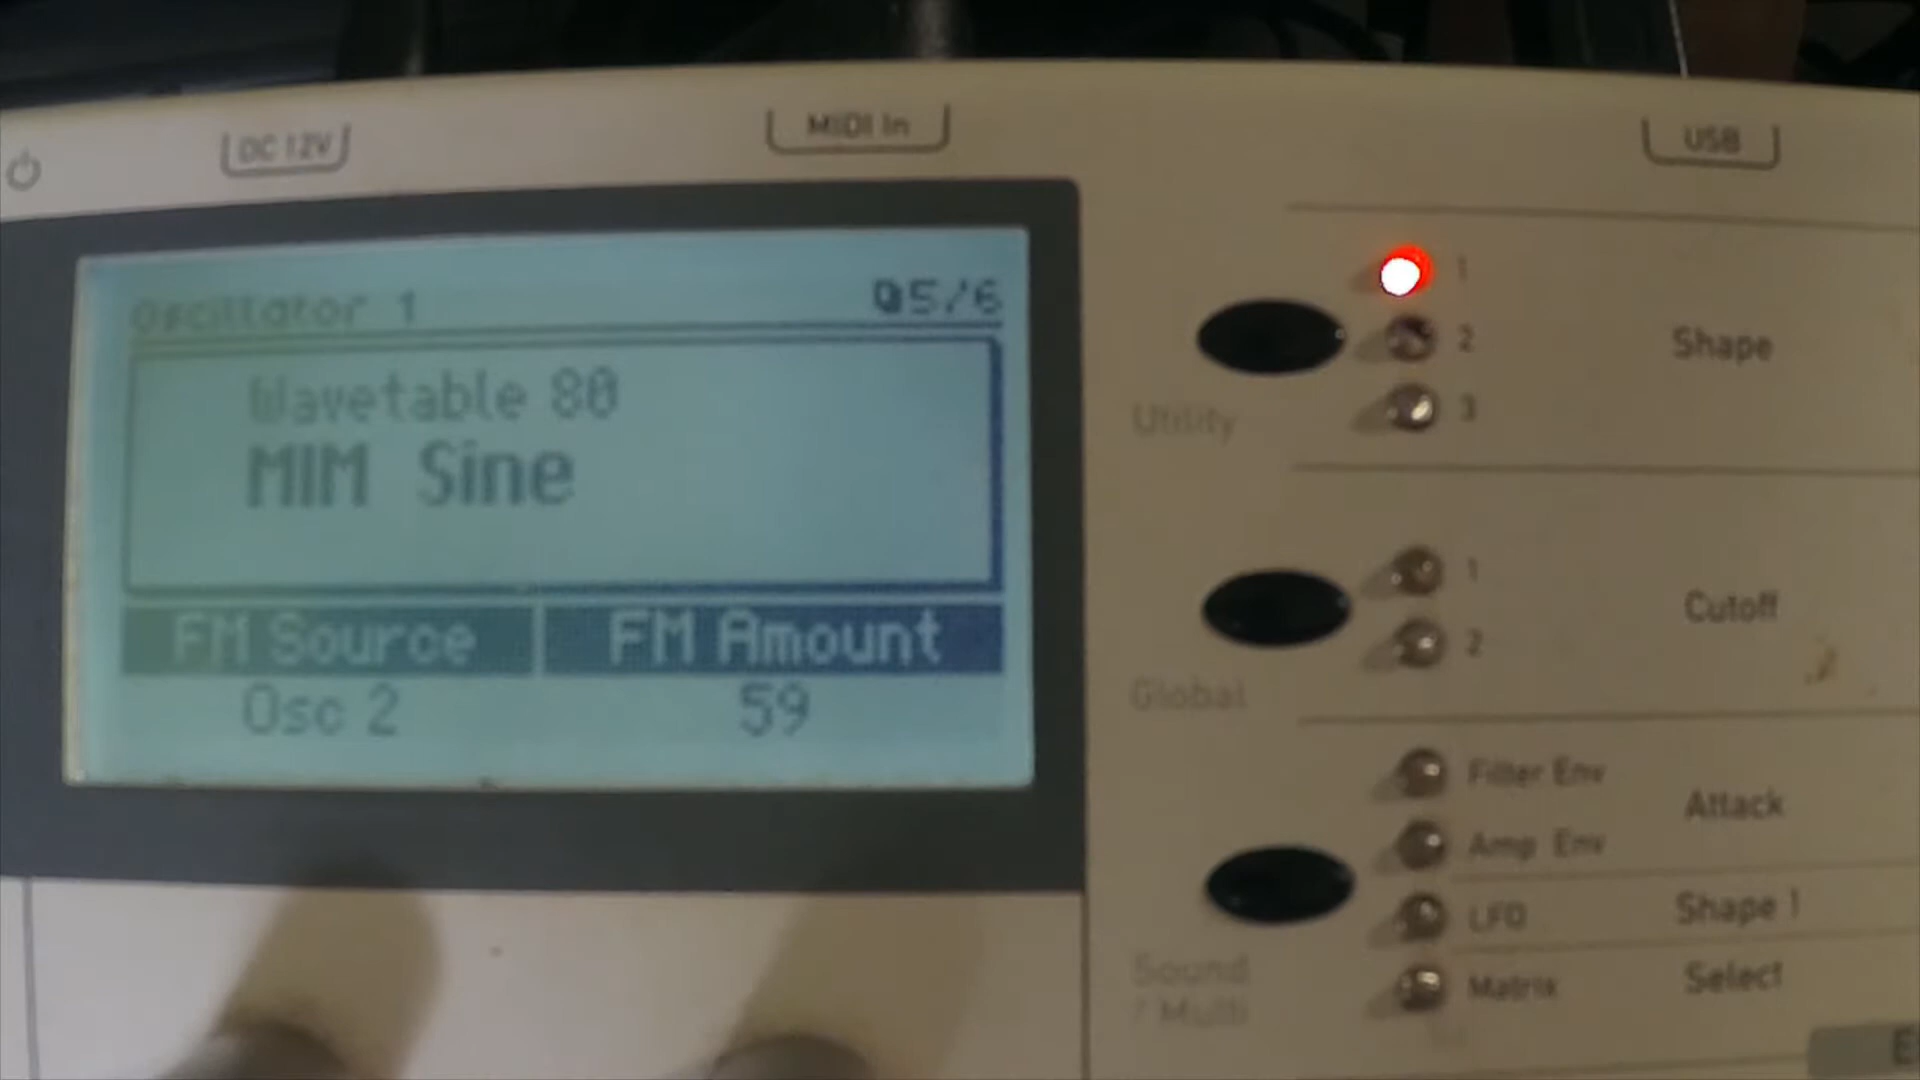 DC 12V
MIDI In
USB
Oscillator 1
5/6
Wavetable 80
MIM Sine
FM Source
FM Amount
Osc 2
59
1
2
3
Shape
Utility
1
2
Cutoff
Global
Filter Env
Attack
Amp Env
LFO
Shape 1
Matrix
Select
Sound
/ Multi